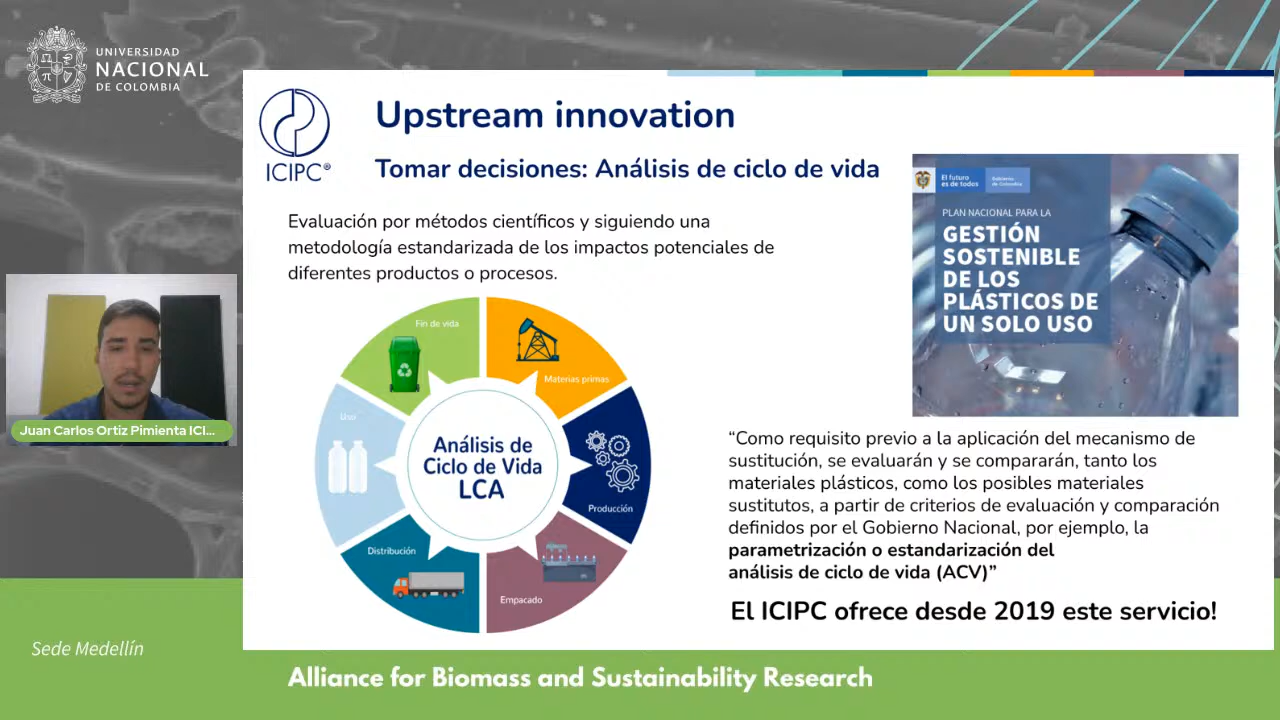 UNIVERSIDAD
NACIONAL
DE COLOMBIA
ICIPC®
Upstream innovation
Tomar decisiones: Análisis de ciclo de vida
Evaluación por métodos científicos y siguiendo una
metodología estandarizada de los impactos potenciales de
diferentes productos o procesos.
Fin de vida
Materias primas
Uso
Análisis de
Ciclo de Vida
LCA
Producción
Distribución
Empacado
El futuro
es de todos
Gobierno
de Colombia
PLAN NACIONAL PARA LA
GESTIÓN
SOSTENIBLE
DE LOS
PLÁSTICOS DE
UN SOLO USO
“Como requisito previo a la aplicación del mecanismo de
sustitución, se evaluarán y se compararán, tanto los
materiales plásticos, como los posibles materiales
sustitutos, a partir de criterios de evaluación y comparación
definidos por el Gobierno Nacional, por ejemplo, la
parametrización o estandarización del
análisis de ciclo de vida (ACV)”
El ICIPC ofrece desde 2019 este servicio!
Juan Carlos Ortiz Pimienta ICI...
Sede Medellín
Alliance for Biomass and Sustainability Research